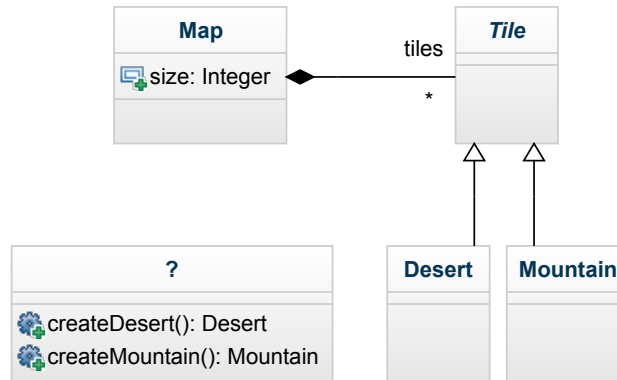 Map
Tile
tiles
size: Integer
*
?
Desert
Mountain
createDesert(): Desert
createMountain(): Mountain